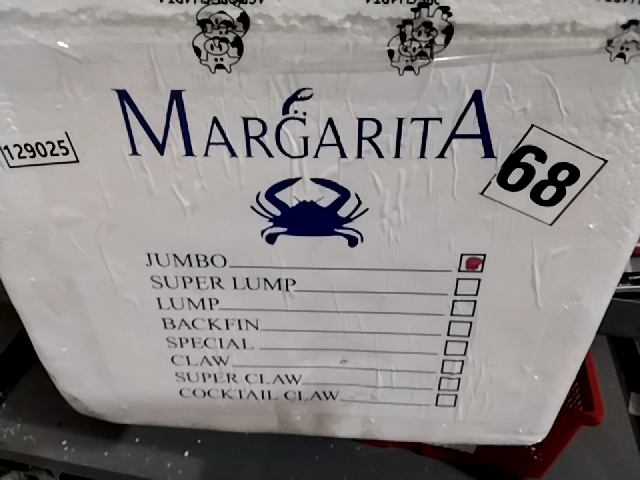 MARGARITA
129025
68
JUMBO
SUPER LUMP
LUMP
BACKFIN
SPECIAL
CLAW
SUPER CLAW
COCKTAIL CLAW